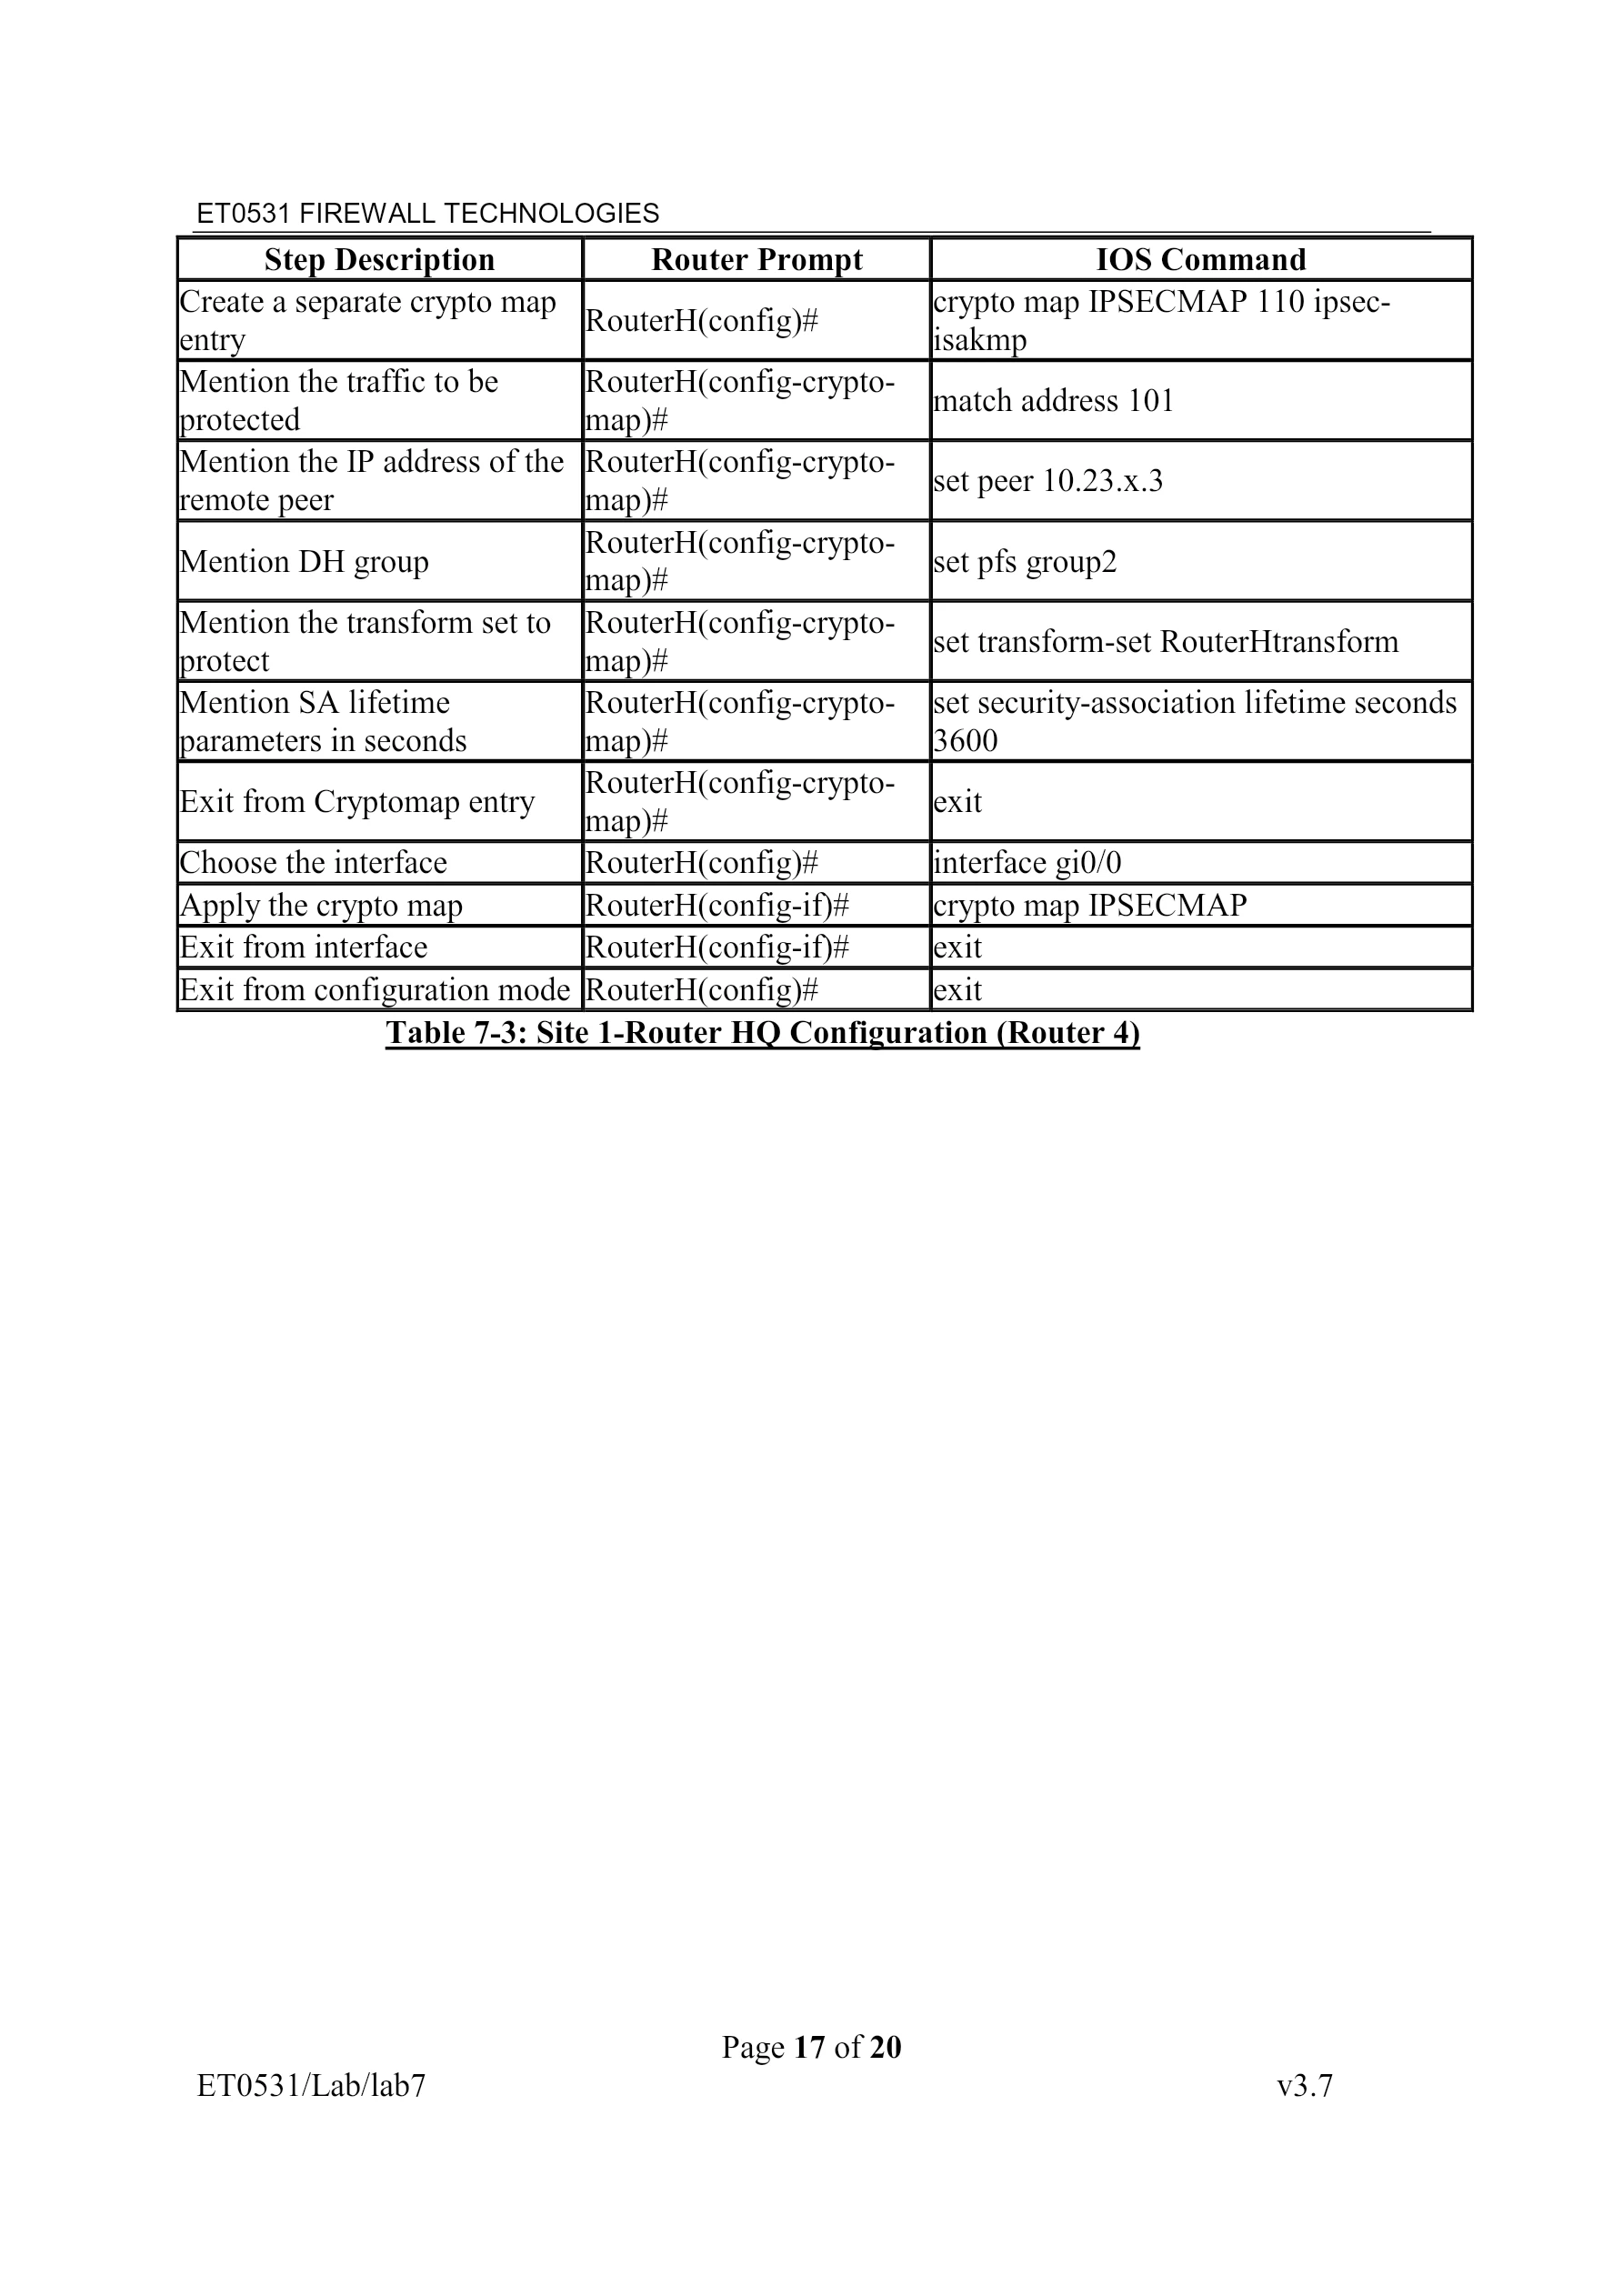 ET0531 FIREWALL TECHNOLOGIES
Step Description Router Prompt IOS Command
Create a separate crypto map
entry
RouterH(config)#
crypto map IPSECMAP 110 ipsec-
isakmp
Mention the traffic to be
protected
RouterH(config-crypto-
map)#
match address 101
Mention the IP address of the
remote peer
RouterH(config-crypto-
map)#
set peer 10.23.x.3
Mention DH group
RouterH(config-crypto-
map)#
set pfs group2
Mention the transform set to
protect
RouterH(config-crypto-
map)#
set transform-set RouterHtransform
Mention SA lifetime
parameters in seconds
RouterH(config-crypto-
map)#
set security-association lifetime seconds
3600
Exit from Cryptomap entry
RouterH(config-crypto-
map)#
exit
Choose the interface RouterH(config)# interface gi0/0
Apply the crypto map RouterH(config-if)# crypto map IPSECMAP
Exit from interface RouterH(config-if)# exit
Exit from configuration mode RouterH(config)# exit
Table 7-3: Site 1-Router HQ Configuration (Router 4)
Page 17 of 20
ET0531/Lab/lab7 v3.7